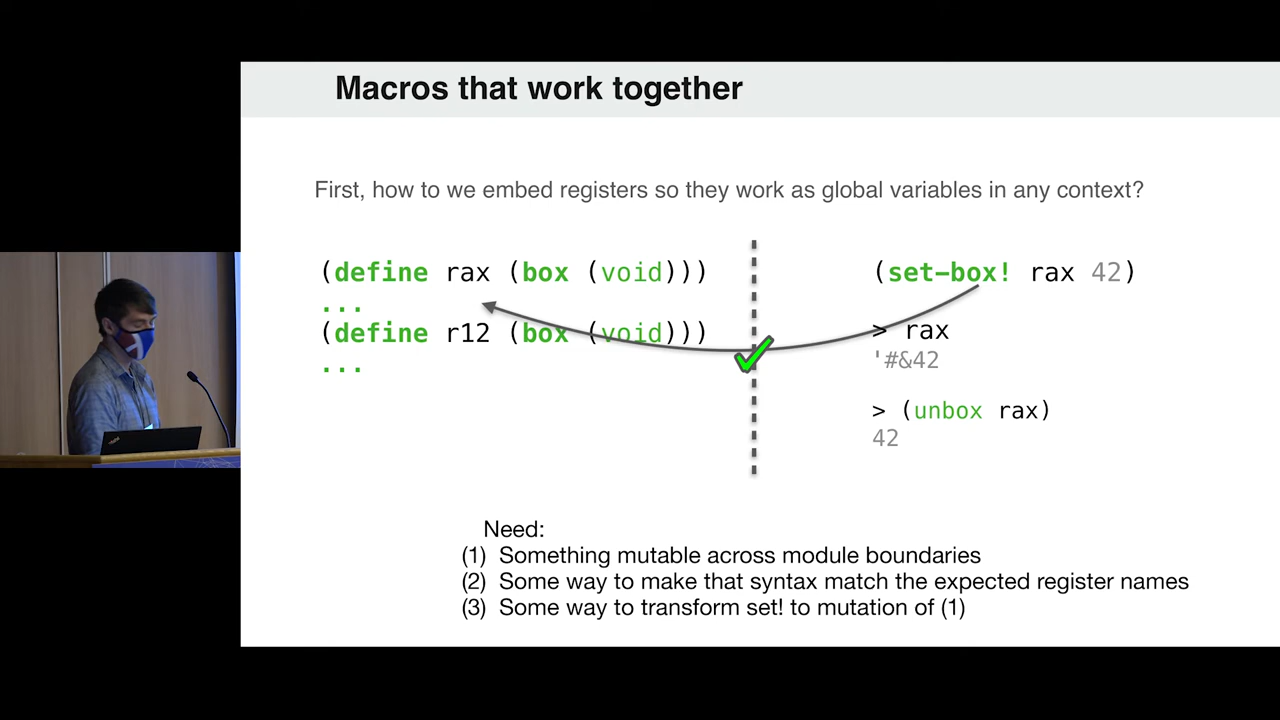 Macros that work together
First, how to we embed registers so they work as global variables in any context?
(define rax (box (void)))
...
(define r12 (box (void)))
...
(set-box! rax 42)
> rax
'#&42
> (unbox rax)
42
Need:
(1) Something mutable across module boundaries
(2) Some way to make that syntax match the expected register names
(3) Some way to transform set! to mutation of (1)